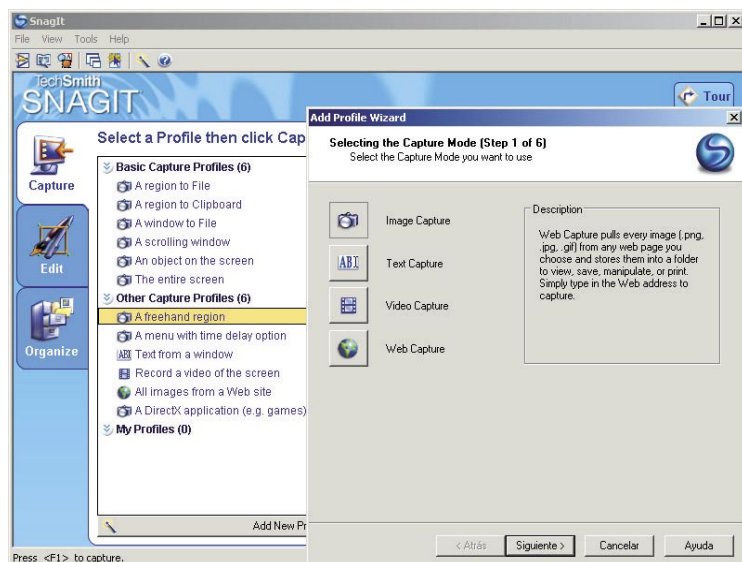 SnagIt
File View Tools Help
TechSmith
SNAGIT
Tour
Select a Profile then click Cap
Capture
Edit
Organize
Basic Capture Profiles (6)
A region to File
A region to Clipboard
A window to File
A scrolling window
An object on the screen
The entire screen
Other Capture Profiles (6)
A freehand region
A menu with time delay option
ABI Text from a window
Record a video of the screen
All images from a Web site
A DirectX application (e.g. games)
My Profiles (0)
Add New Pr
Press <F1> to capture.
Add Profile Wizard
Selecting the Capture Mode (Step 1 of 6)
Select the Capture Mode you want to use
Image Capture
ABI Text Capture
Video Capture
Web Capture
Description
Web Capture pulls every image (.png,
.jpg, .gif) from any web page you
choose and stores them into a folder
to view, save, manipulate, or print.
Simply type in the Web address to
capture.
< Atrás
Siguiente >
Cancelar
Ayuda